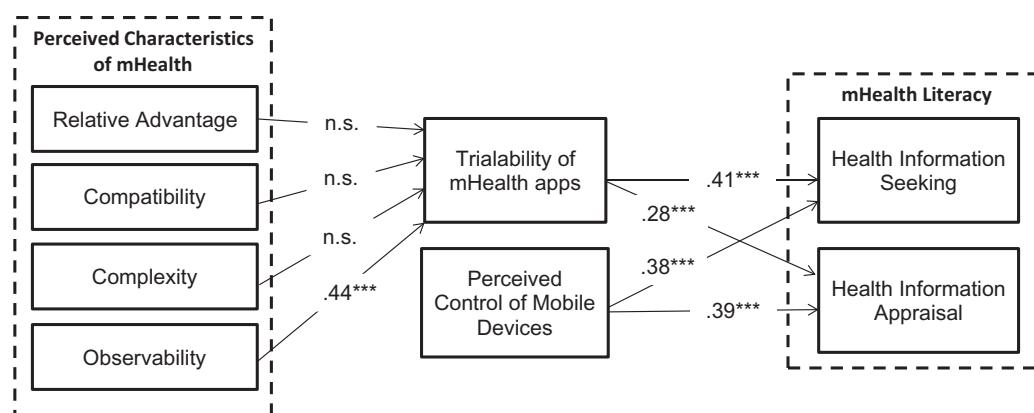 Perceived Characteristics
of mHealth
Relative Advantage
Compatibility
Complexity
Observability
n.s.
n.s.
n.s.
.44***
Trialability of
mHealth apps
Perceived
Control of Mobile
Devices
.41***
.28***
.38***
.39***
mHealth Literacy
Health Information
Seeking
Health Information
Appraisal